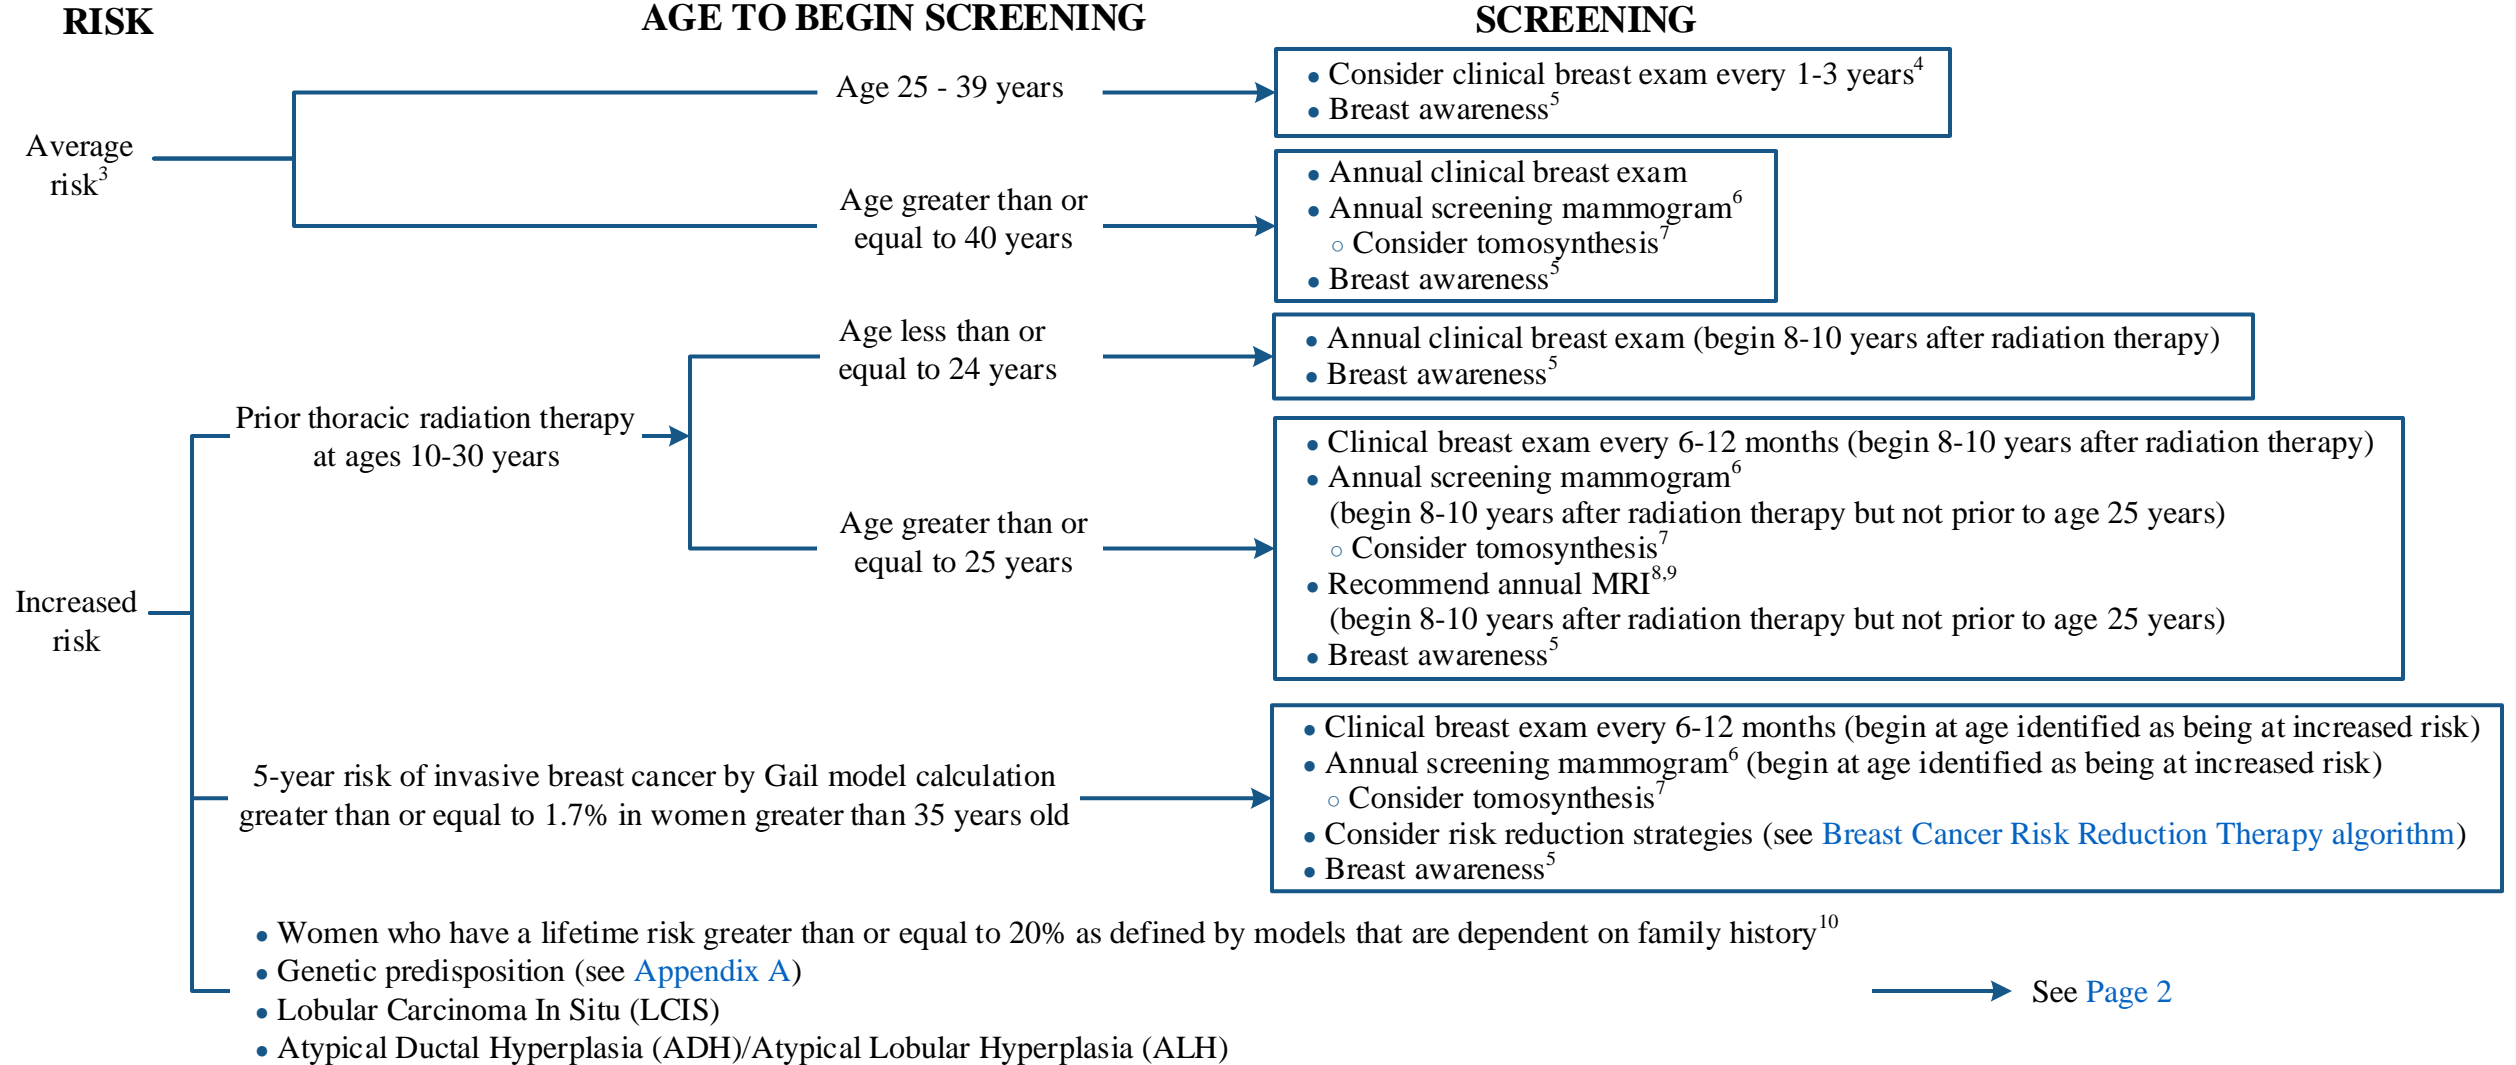 RISK
AGE TO BEGIN SCREENING
SCREENING
Average
risk3
Age 25 - 39 years
● Consider clinical breast exam every 1-3 years4
● Breast awareness5
Age greater than or
equal to 40 years
● Annual clinical breast exam
● Annual screening mammogram6
○ Consider tomosynthesis7
● Breast awareness5
Increased
risk
Prior thoracic radiation therapy
at ages 10-30 years
Age less than or
equal to 24 years
● Annual clinical breast exam (begin 8-10 years after radiation therapy)
● Breast awareness5
Age greater than or
equal to 25 years
● Clinical breast exam every 6-12 months (begin 8-10 years after radiation therapy)
● Annual screening mammogram6
(begin 8-10 years after radiation therapy but not prior to age 25 years)
○ Consider tomosynthesis7
● Recommend annual MRI8,9
(begin 8-10 years after radiation therapy but not prior to age 25 years)
● Breast awareness5
5-year risk of invasive breast cancer by Gail model calculation
greater than or equal to 1.7% in women greater than 35 years old
● Clinical breast exam every 6-12 months (begin at age identified as being at increased risk)
● Annual screening mammogram6 (begin at age identified as being at increased risk)
○ Consider tomosynthesis7
● Consider risk reduction strategies (see Breast Cancer Risk Reduction Therapy algorithm)
● Breast awareness5
● Women who have a lifetime risk greater than or equal to 20% as defined by models that are dependent on family history10
● Genetic predisposition (see Appendix A)
● Lobular Carcinoma In Situ (LCIS)
● Atypical Ductal Hyperplasia (ADH)/Atypical Lobular Hyperplasia (ALH)
See Page 2